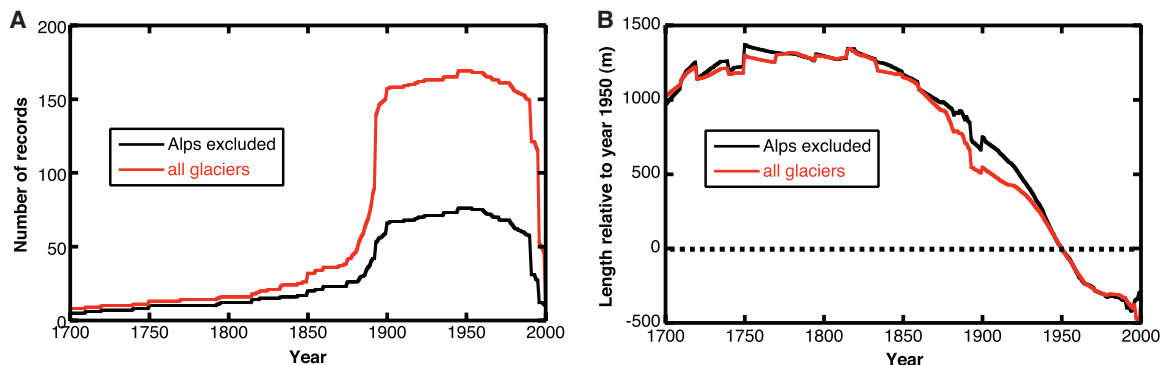 A
200
150
100
50
0
Number of records
Alps excluded
all glaciers
1700 1750 1800 1850 1900 1950 2000
Year
B
1500
1000
500
0
-500
Length relative to year 1950 (m)
Alps excluded
all glaciers
1700 1750 1800 1850 1900 1950 2000
Year